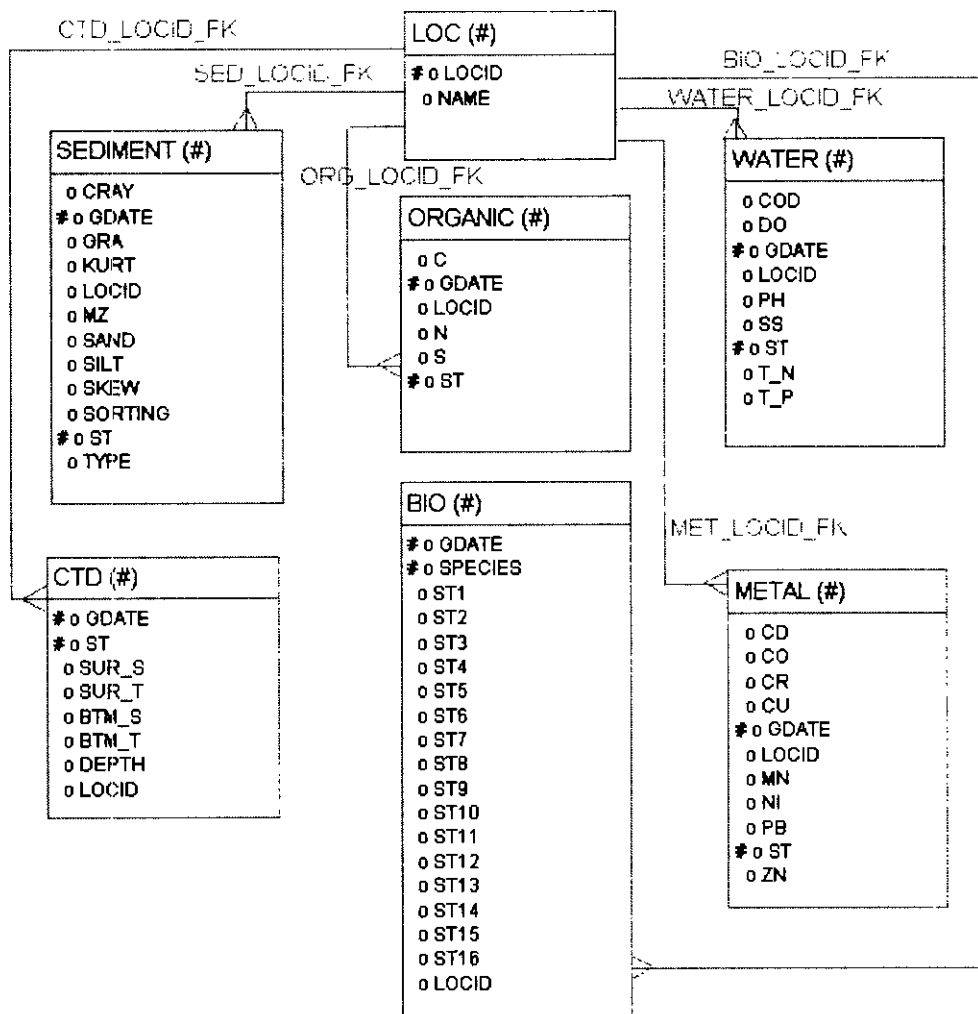 CTD_LOCID_FK
LOC (#)
# o LOCID
o NAME
SED_LOCID_FK
BIO_LOCID_FK
WATER_LOCID_FK
SEDIMENT (#)
o CRAY
# o GDATE
o GRA
o KURT
o LOCID
o MZ
o SAND
o SILT
o SKEW
o SORTING
# o ST
o TYPE
ORG_LOCID_FK
ORGANIC (#)
o C
# o GDATE
o LOCID
o N
o S
# o ST
WATER (#)
o COD
o DO
# o GDATE
o LOCID
o PH
o SS
# o ST
o T_N
o T_P
CTD (#)
# o GDATE
# o ST
o SUR_S
o SUR_T
o BTM_S
o BTM_T
o DEPTH
o LOCID
BIO (#)
# o GDATE
# o SPECIES
o ST1
o ST2
o ST3
o ST4
o ST5
o ST6
o ST7
o ST8
o ST9
o ST10
o ST11
o ST12
o ST13
o ST14
o ST15
o ST16
o LOCID
MET_LOCID_FK
METAL (#)
o CD
o CO
o CR
o CU
# o GDATE
o LOCID
o MN
o NI
o PB
# o ST
o ZN